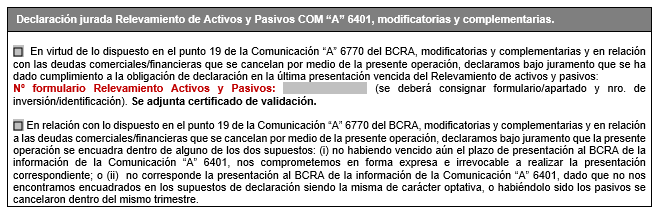 Declaración jurada Relevamiento de Activos y Pasivos COM “A” 6401, modificatorias y complementarias.
En virtud de lo dispuesto en el punto 19 de la Comunicación “A” 6770 del BCRA, modificatorias y complementarias y en relación
con las deudas comerciales/financieras que se cancelan por medio de la presente operación, declaramos bajo juramento que se ha
dado cumplimiento a la obligación de declaración en la última presentación vencida del Relevamiento de activos y pasivos:
Nº formulario Relevamiento Activos y Pasivos: (se deberá consignar formulario/apartado y nro. de
inversión/identificación). Se adjunta certificado de validación.
En relación con lo dispuesto en el punto 19 de la Comunicación “A” 6770 del BCRA, modificatorias y complementarias y en relación
a las deudas comerciales/financieras que se cancelan por medio de la presente operación, declaramos bajo juramento que la presente
operación se encuadra dentro de alguno de los dos supuestos: (i) no habiendo vencido aún el plazo de presentación al BCRA de la
información de la Comunicación “A” 6401, nos comprometemos en forma expresa e irrevocable a realizar la presentación
correspondiente; o (ii) no corresponde la presentación al BCRA de la información de la Comunicación “A” 6401, dado que no nos
encontramos encuadrados en los supuestos de declaración siendo la misma de carácter optativa, o habiéndolo sido los pasivos se
cancelaron dentro del mismo trimestre.